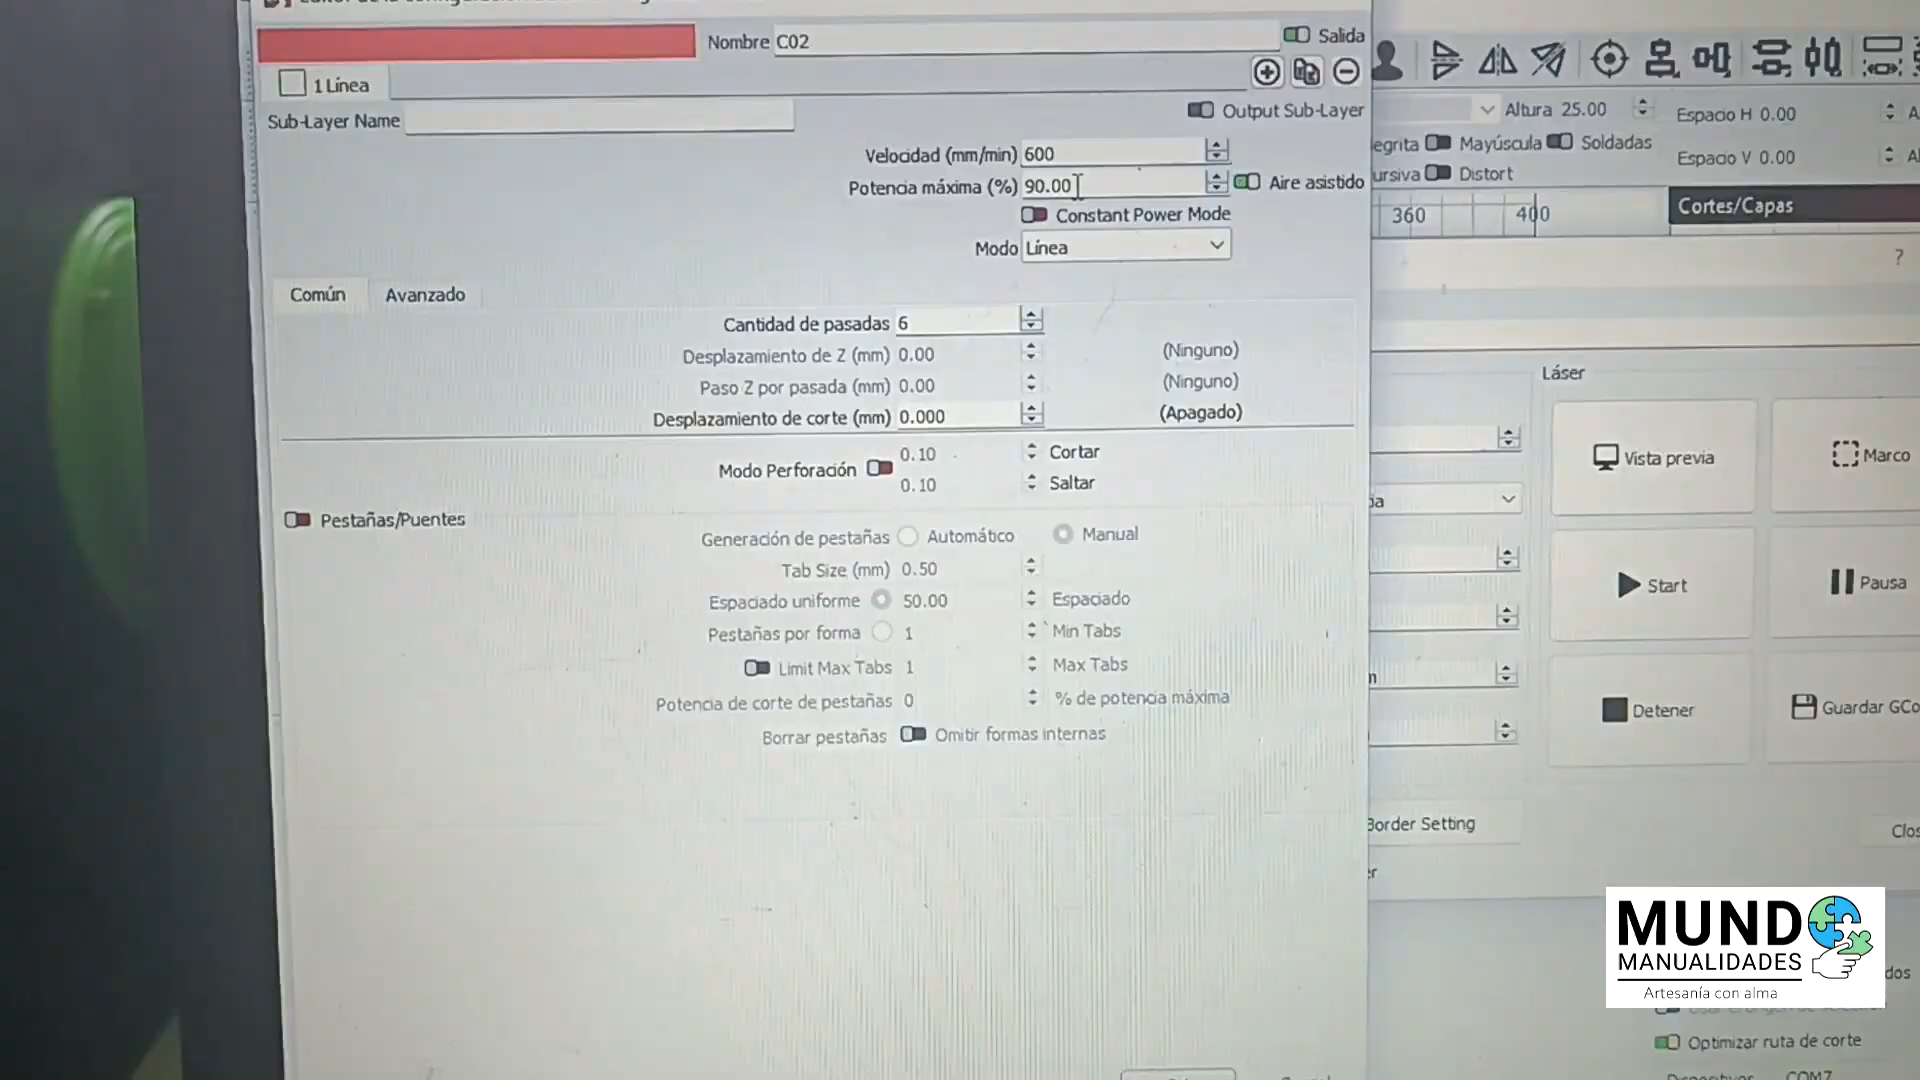 Nombre C02
Salida
1 Línea
Sub-Layer Name
Output Sub-Layer
Velocidad (mm/min) 600
Potencia máxima (%) 90.00
Aire asistido
Constant Power Mode
Modo Línea
Común Avanzado
Cantidad de pasadas 6
Desplazamiento de Z (mm) 0.00 (Ninguno)
Paso Z por pasada (mm) 0.00 (Ninguno)
Desplazamiento de corte (mm) 0.000 (Apagado)
Modo Perforación 0.10 Cortar
0.10 Saltar
Pestañas/Puentes
Generación de pestañas Automático Manual
Tab Size (mm) 0.50
Espaciado uniforme 50.00 Espaciado
Pestañas por forma 1 Min Tabs
Limit Max Tabs 1 Max Tabs
Potencia de corte de pestañas 0 % de potencia máxima
Borrar pestañas Omitir formas internas
Altura 25.00
Espacio H 0.00
egrita Mayúscula Soldadas
Espacio V 0.00
ursiva Distort
360 400
Cortes/Capas
?
Láser
Vista previa Marco
Start Pausa
Detener Guardar GCo
Border Setting
Clos
MUNDO
MANUALIDADES
Artesanía con alma
dos
Optimizar ruta de corte
COM7